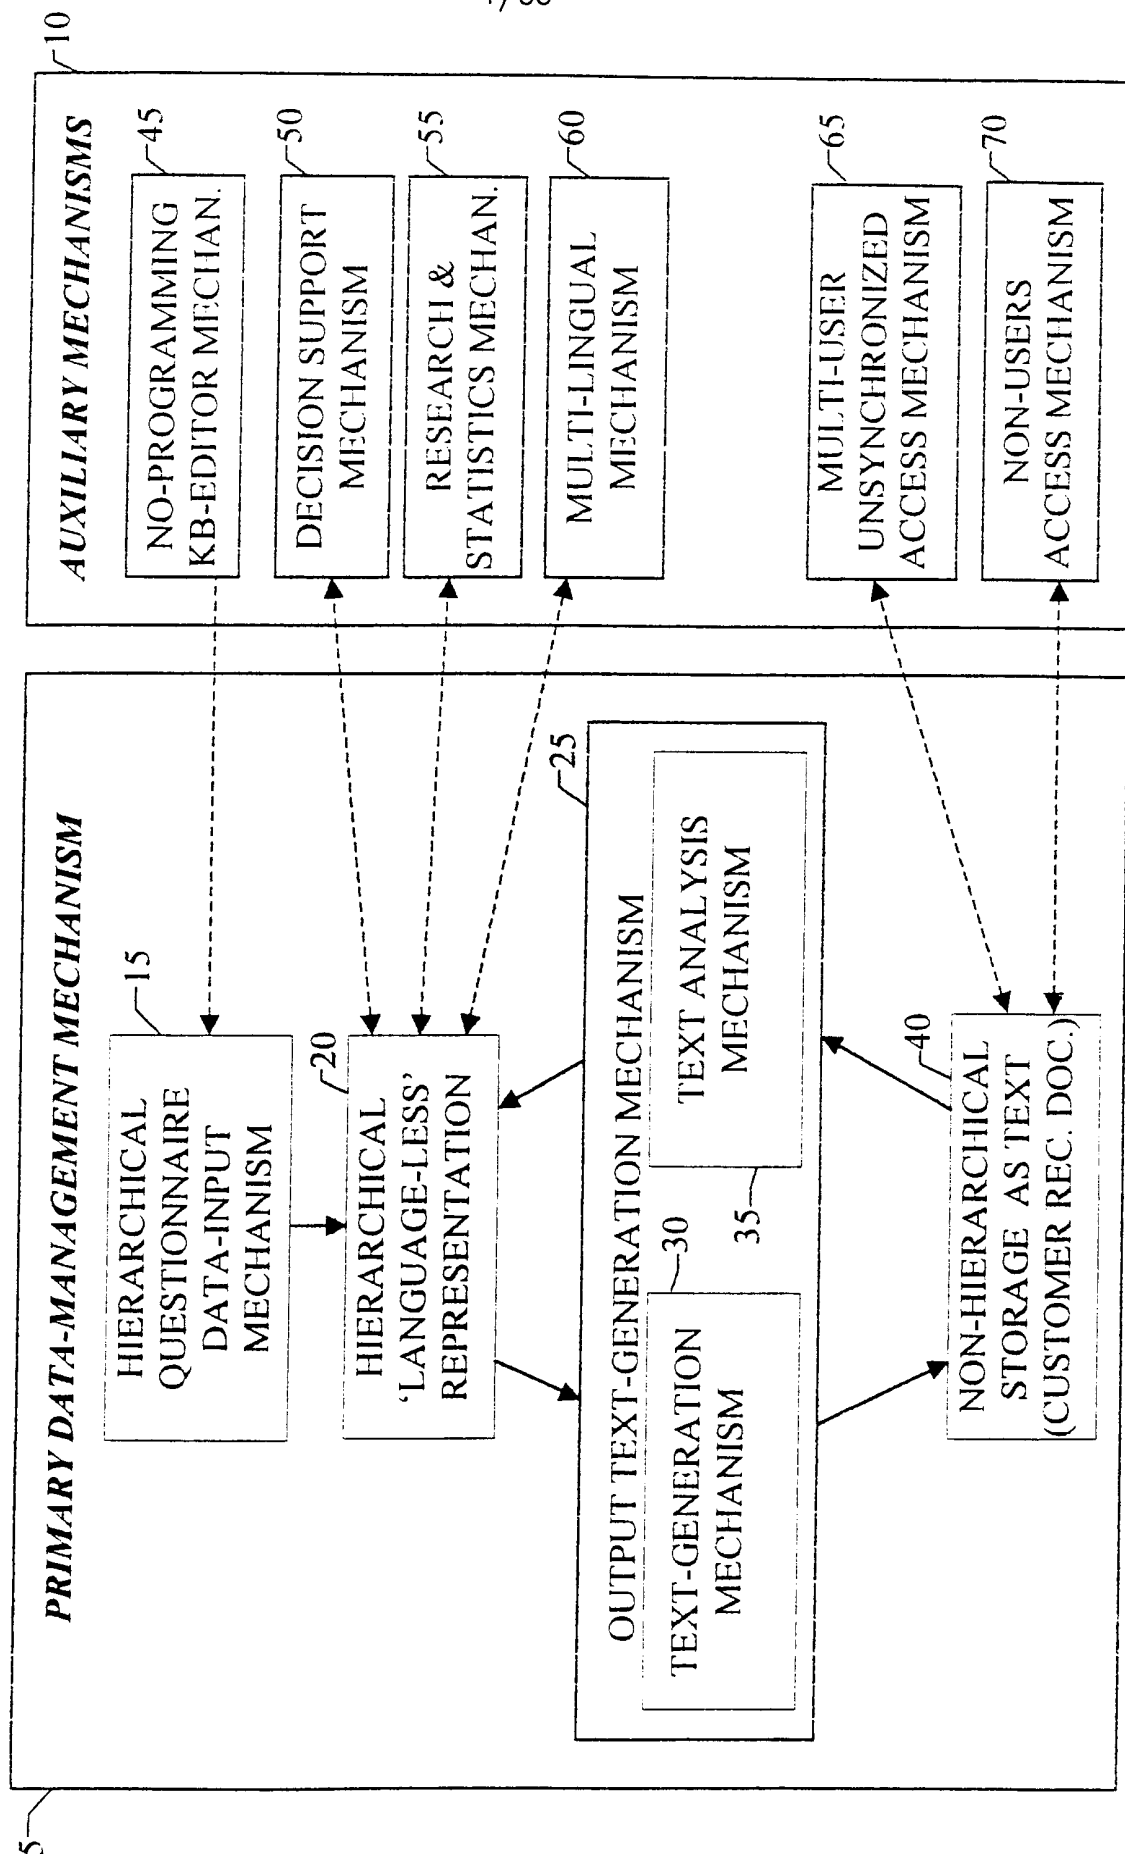 PRIMARY DATA-MANAGEMENT MECHANISM
HIERARCHICAL
QUESTIONNAIRE
DATA-INPUT
MECHANISM
15
HIERARCHICAL
‘LANGUAGE-LESS’
REPRESENTATION
20
OUTPUT TEXT-GENERATION MECHANISM
25
TEXT-GENERATION
MECHANISM
30
TEXT ANALYSIS
MECHANISM
35
NON-HIERARCHICAL
STORAGE AS TEXT
(CUSTOMER REC. DOC.)
40
5
AUXILIARY MECHANISMS
10
NO-PROGRAMMING
KB-EDITOR MECHAN.
45
DECISION SUPPORT
MECHANISM
50
RESEARCH &
STATISTICS MECHAN.
55
MULTI-LINGUAL
MECHANISM
60
MULTI-USER
UNSYNCHRONIZED
ACCESS MECHANISM
65
NON-USERS
ACCESS MECHANISM
70